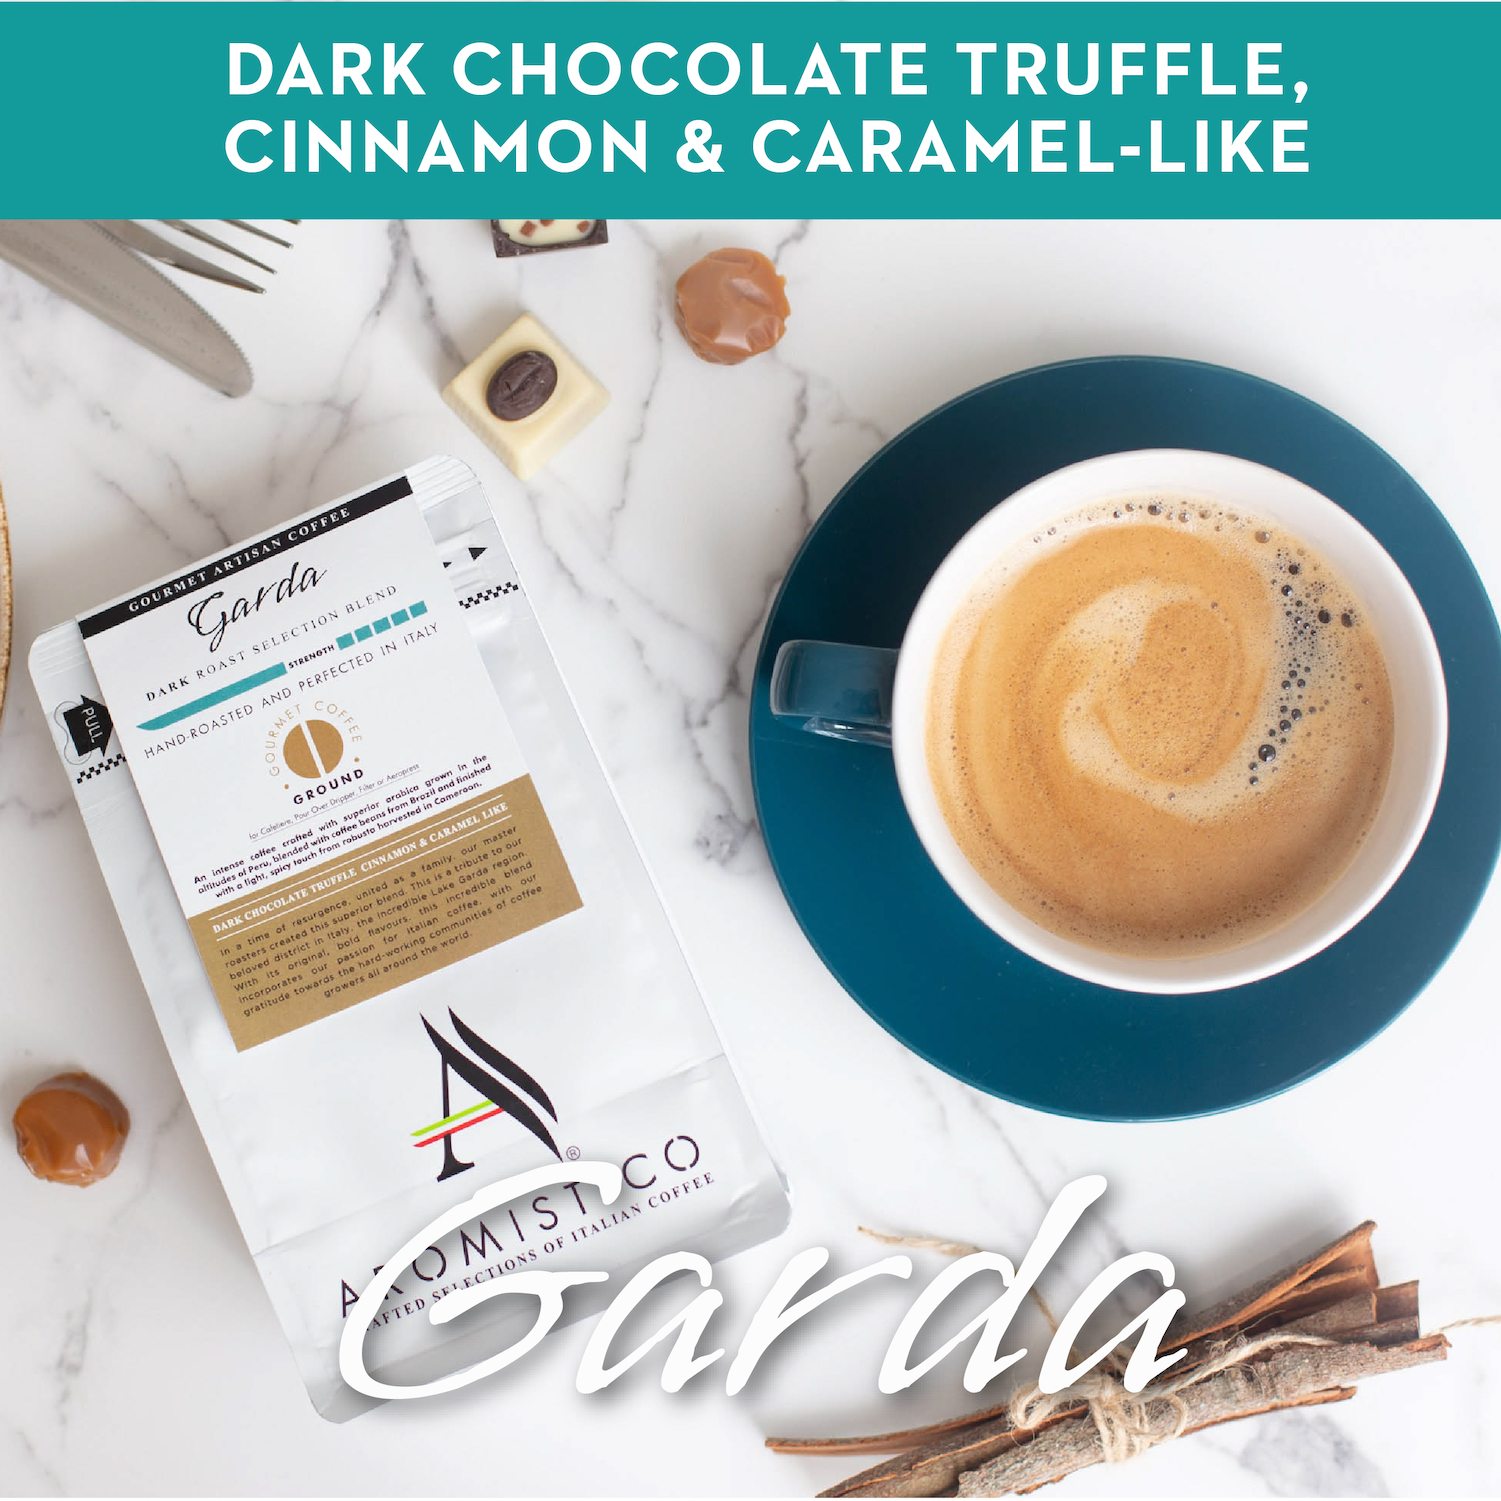 DARK CHOCOLATE TRUFFLE,
CINNAMON & CARAMEL-LIKE
GOURMET ARTISAN COFFEE
Garda
DARK ROAST SELECTION BLEND
STRENGTH
HAND-ROASTED AND PERFECTED IN ITALY
PULL
GOURMET COFFEE
GROUND
for Cafetiere, Pour Over Dripper, Filter or Aeropress
An intense coffee crafted with superior arabica grown in the
altitudes of Peru, blended with coffee beans from Brazil and finished
with a light, spicy touch from robusta harvested in Cameroon.
DARK CHOCOLATE TRUFFLE CINNAMON & CARAMEL LIKE
In a time of resurgence, united as a family, our master
roasters created this superior blend. This is a tribute to our
beloved district in Italy, the incredible Lake Garda region.
With its original, bold flavours, this incredible blend
incorporates our passion for Italian coffee, with our
gratitude towards the hard-working communities of coffee
growers all around the world.
A
®
AROMISTICO
CRAFTED SELECTIONS OF ITALIAN COFFEE
Garda